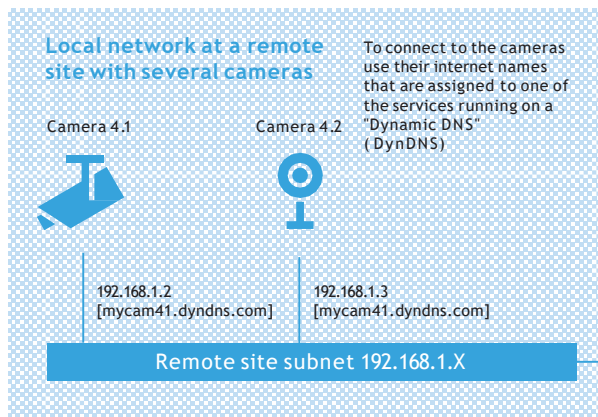 Local network at a remote
site with several cameras
To connect to the cameras
use their internet names
that are assigned to one of
the services running on a
"Dynamic DNS"
(DynDNS)
Camera 4.1
Camera 4.2
192.168.1.2
[mycam41.dyndns.com]
192.168.1.3
[mycam41.dyndns.com]
Remote site subnet 192.168.1.X